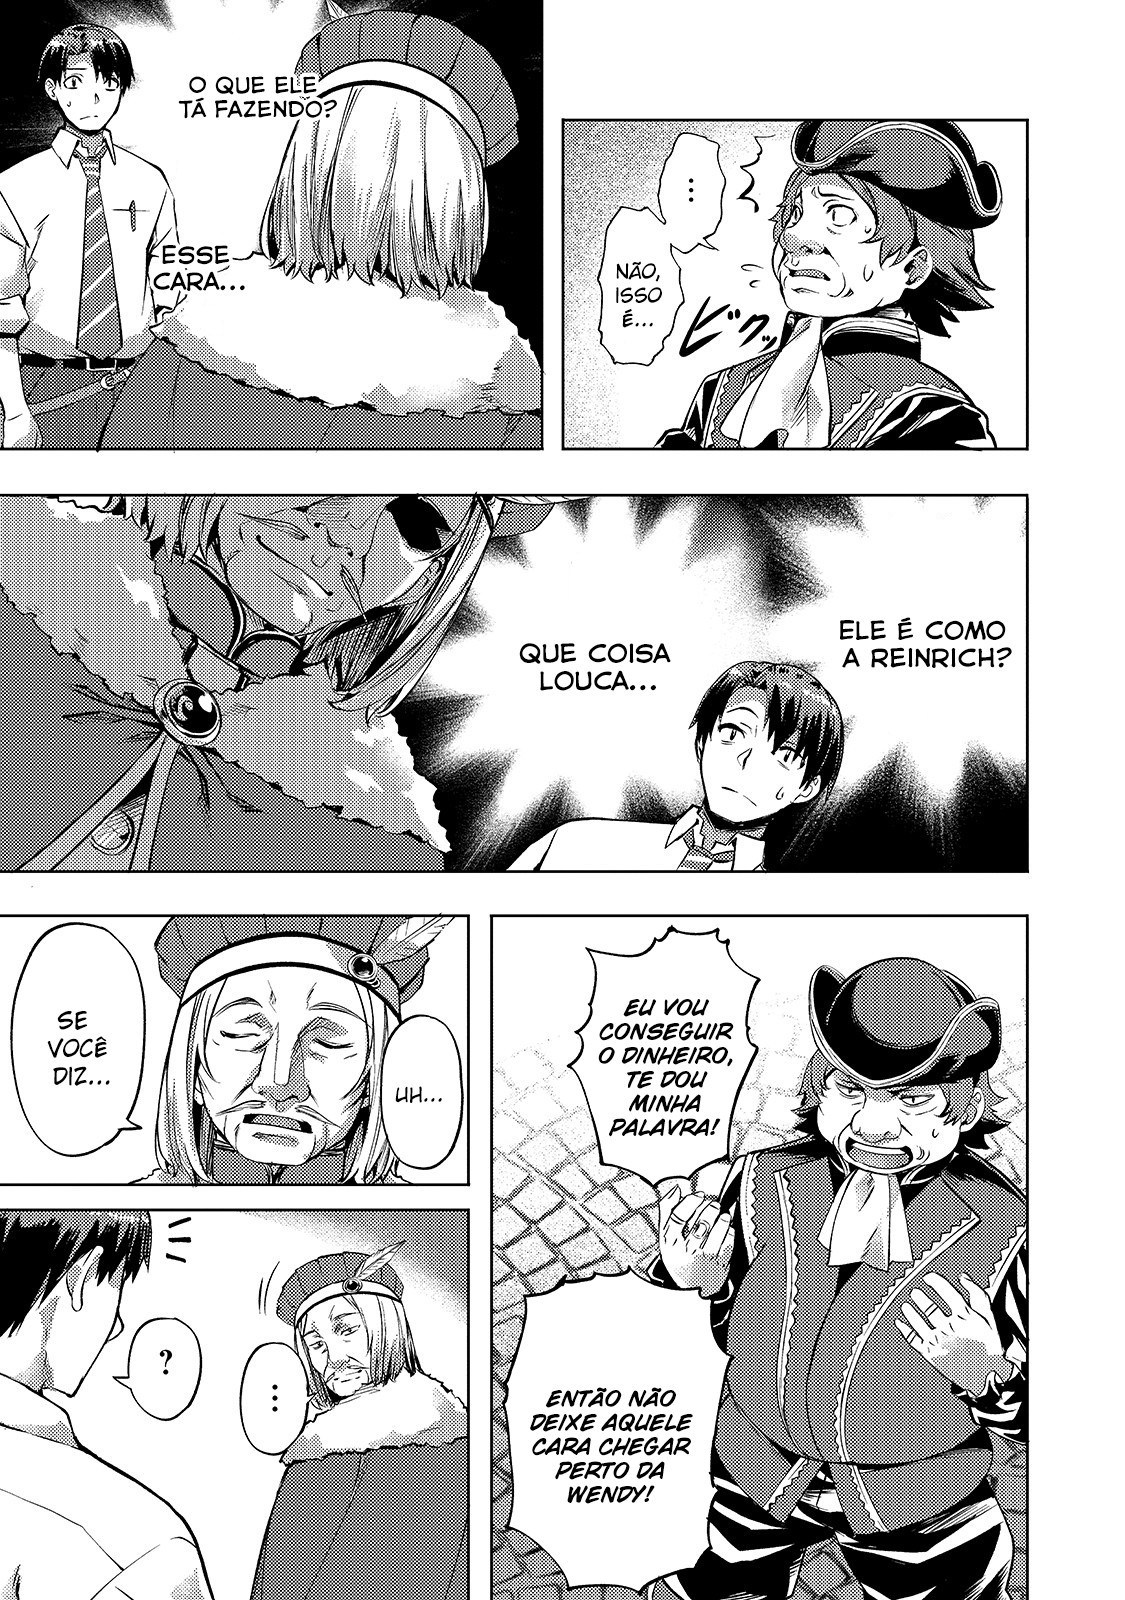 ...
NÃO,
ISSO
É...
ビクッ
O QUE ELE
TÁ FAZENDO?
ESSE
CARA...
ELE É COMO
A REINRICH?
QUE COISA
LOUCA...
EU VOU
CONSEGUIR
O DINHEIRO,
TE DOU
MINHA
PALAVRA!
ENTÃO NÃO
DEIXE AQUELE
CARA CHEGAR
PERTO DA
WENDY!
UH...
SE
VOCÊ
DIZ...
...
?